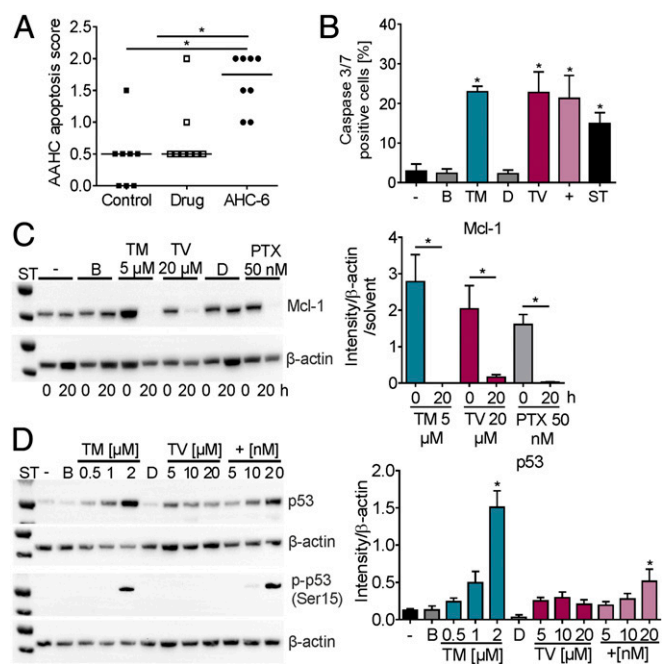 A
AAHC apoptosis score
2.5
2.0
1.5
1.0
0.5
0.0
*
*
Control Drug AHC-6
B
Caspase 3/7
positive cells [%]
40
30
20
10
0
* * * *
- B TM D TV + ST
C
TM TV PTX
ST - B 5 µM 20 µM D 50 nM
Mcl-1
β-actin
0 20 0 20 0 20 0 20 0 20 0 20 h
Mcl-1
Intensity/β-actin
/solvent
4
3
2
1
0
* * *
0 20 0 20 0 20 h
TM 5 TV 20 PTX 50
µM µM nM
D
TM [µM] TV [µM] + [nM]
ST - B 0.5 1 2 D 5 10 20 5 10 20
p53
β-actin
p-p53
(Ser15)
β-actin
p53
Intensity/β-actin
2.0
1.5
1.0
0.5
0.0
* *
- B 0.5 1 2 D 5 10 20 5 10 20
TM [µM] TV [µM] +[nM]